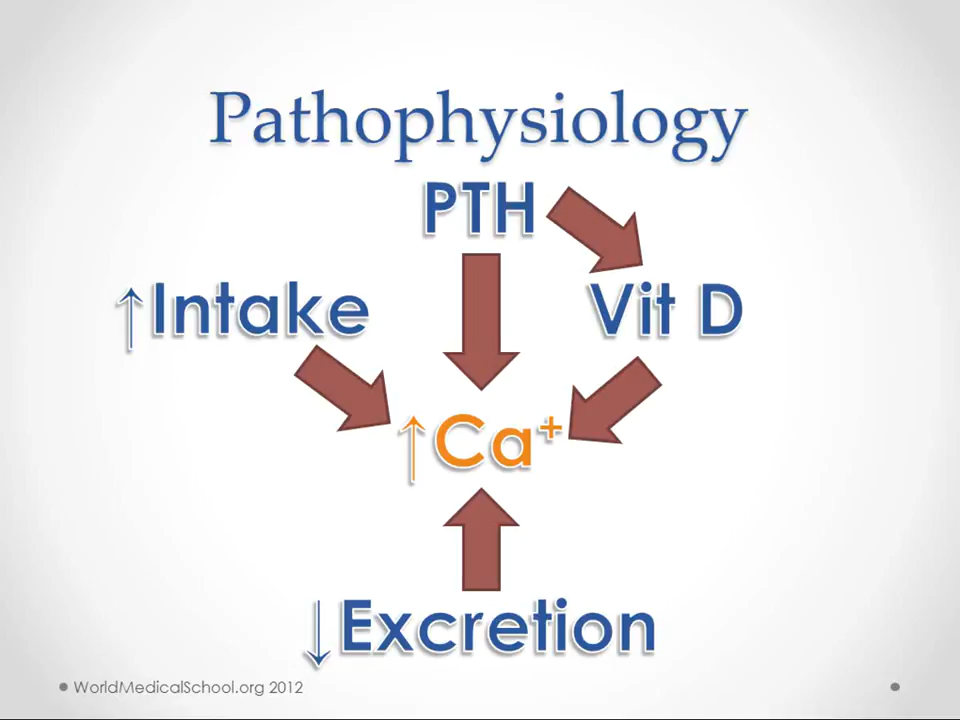 Pathophysiology
PTH
↑Intake
Vit D
↑Ca⁺
↓Excretion
WorldMedicalSchool.org 2012